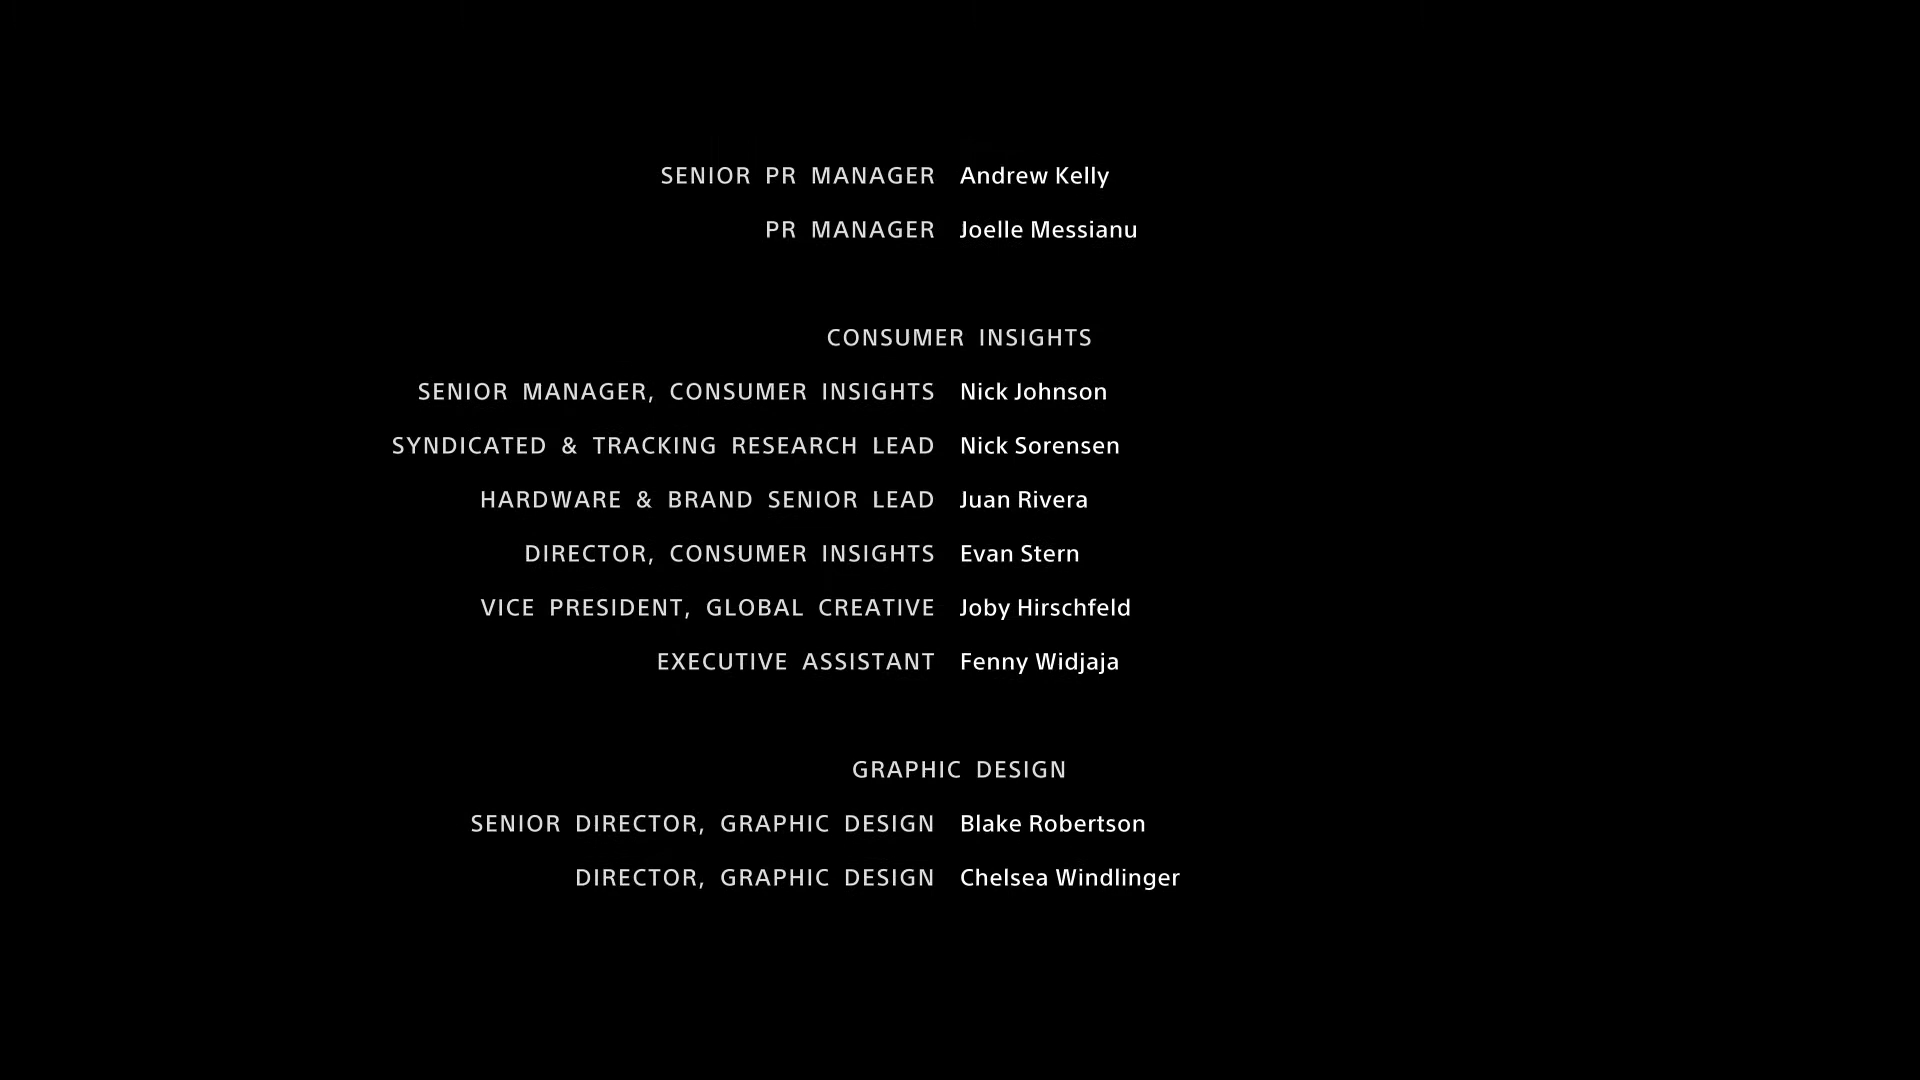 SENIOR PR MANAGER Andrew Kelly
PR MANAGER Joelle Messianu
CONSUMER INSIGHTS
SENIOR MANAGER, CONSUMER INSIGHTS Nick Johnson
SYNDICATED & TRACKING RESEARCH LEAD Nick Sorensen
HARDWARE & BRAND SENIOR LEAD Juan Rivera
DIRECTOR, CONSUMER INSIGHTS Evan Stern
VICE PRESIDENT, GLOBAL CREATIVE Joby Hirschfeld
EXECUTIVE ASSISTANT Fenny Widjaja
GRAPHIC DESIGN
SENIOR DIRECTOR, GRAPHIC DESIGN Blake Robertson
DIRECTOR, GRAPHIC DESIGN Chelsea Windlinger